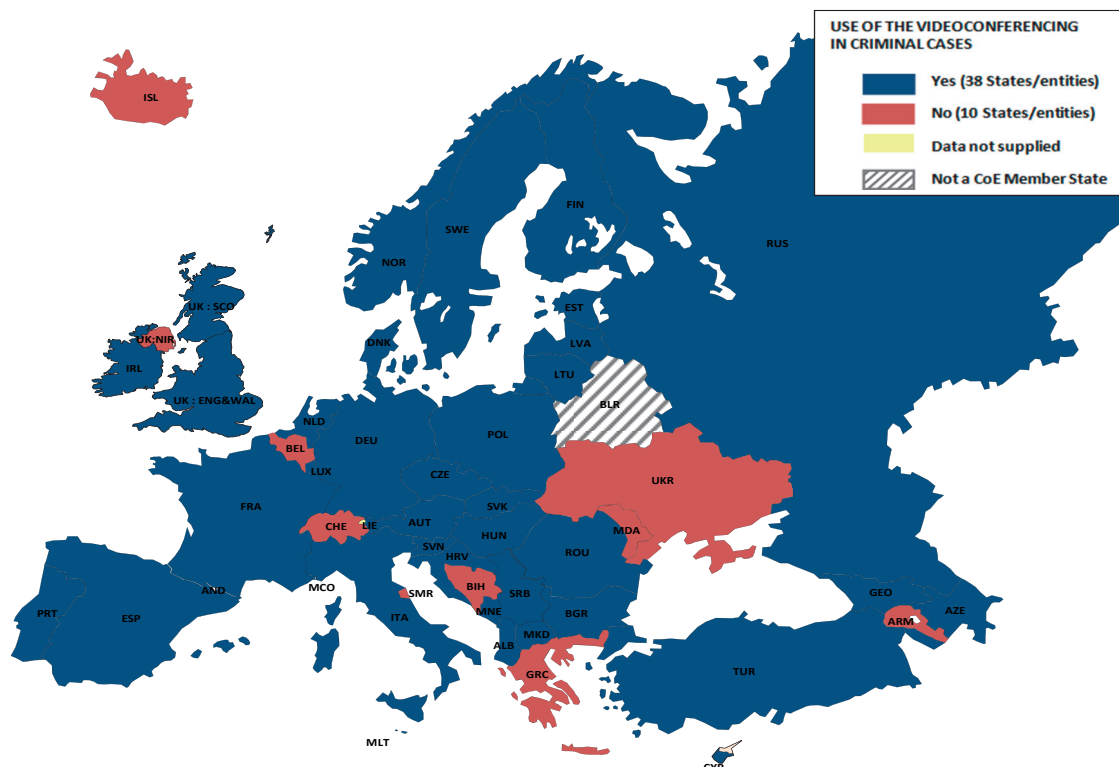 USE OF THE VIDEOCONFERENCING
IN CRIMINAL CASES
Yes (38 States/entities)
No (10 States/entities)
Data not supplied
Not a CoE Member State
ISL
FIN
SWE
RUS
NOR
UK : SCO
EST
UK:NIR
DNK
LVA
IRL
LTU
UK : ENG&WAL
BLR
NLD
DEU
POL
BEL
LUX
CZE
UKR
FRA
SVK
CHE
LIE
AUT
MDA
HUN
SVN
ROU
HRV
AND
MCO
BIH
SMR
SRB
GEO
PRT
ESP
ITA
MNE
BGR
AZE
ARM
MKD
ALB
GRC
TUR
MLT
CYP